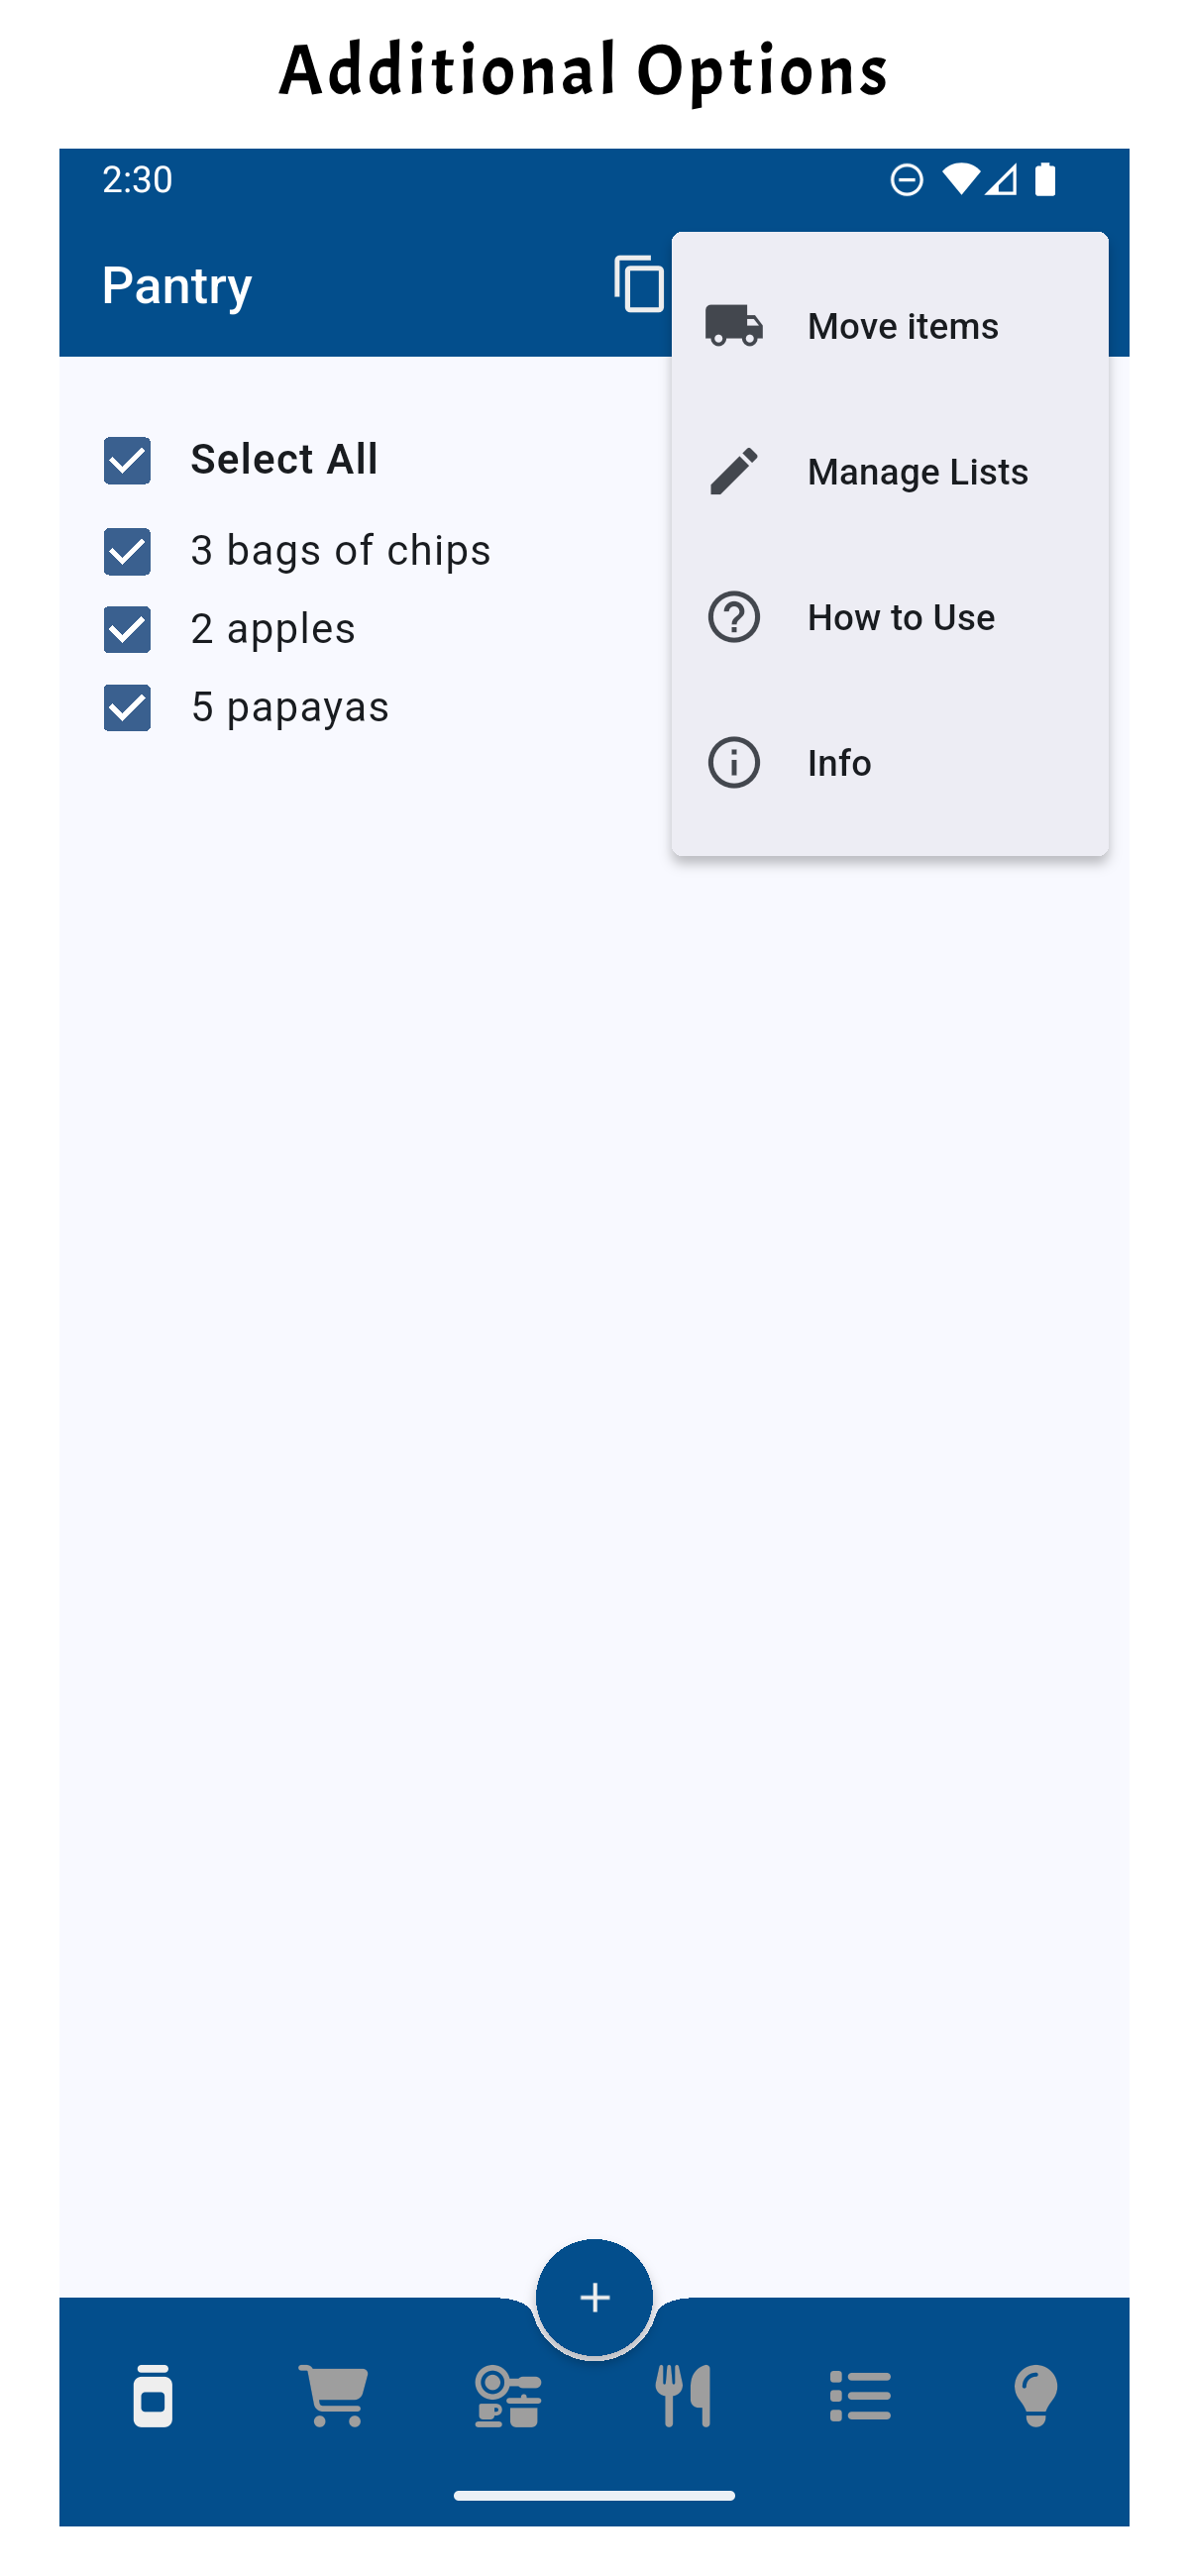 Additional Options
2:30
Pantry
Move items
Manage Lists
How to Use
Info
Select All
3 bags of chips
2 apples
5 papayas